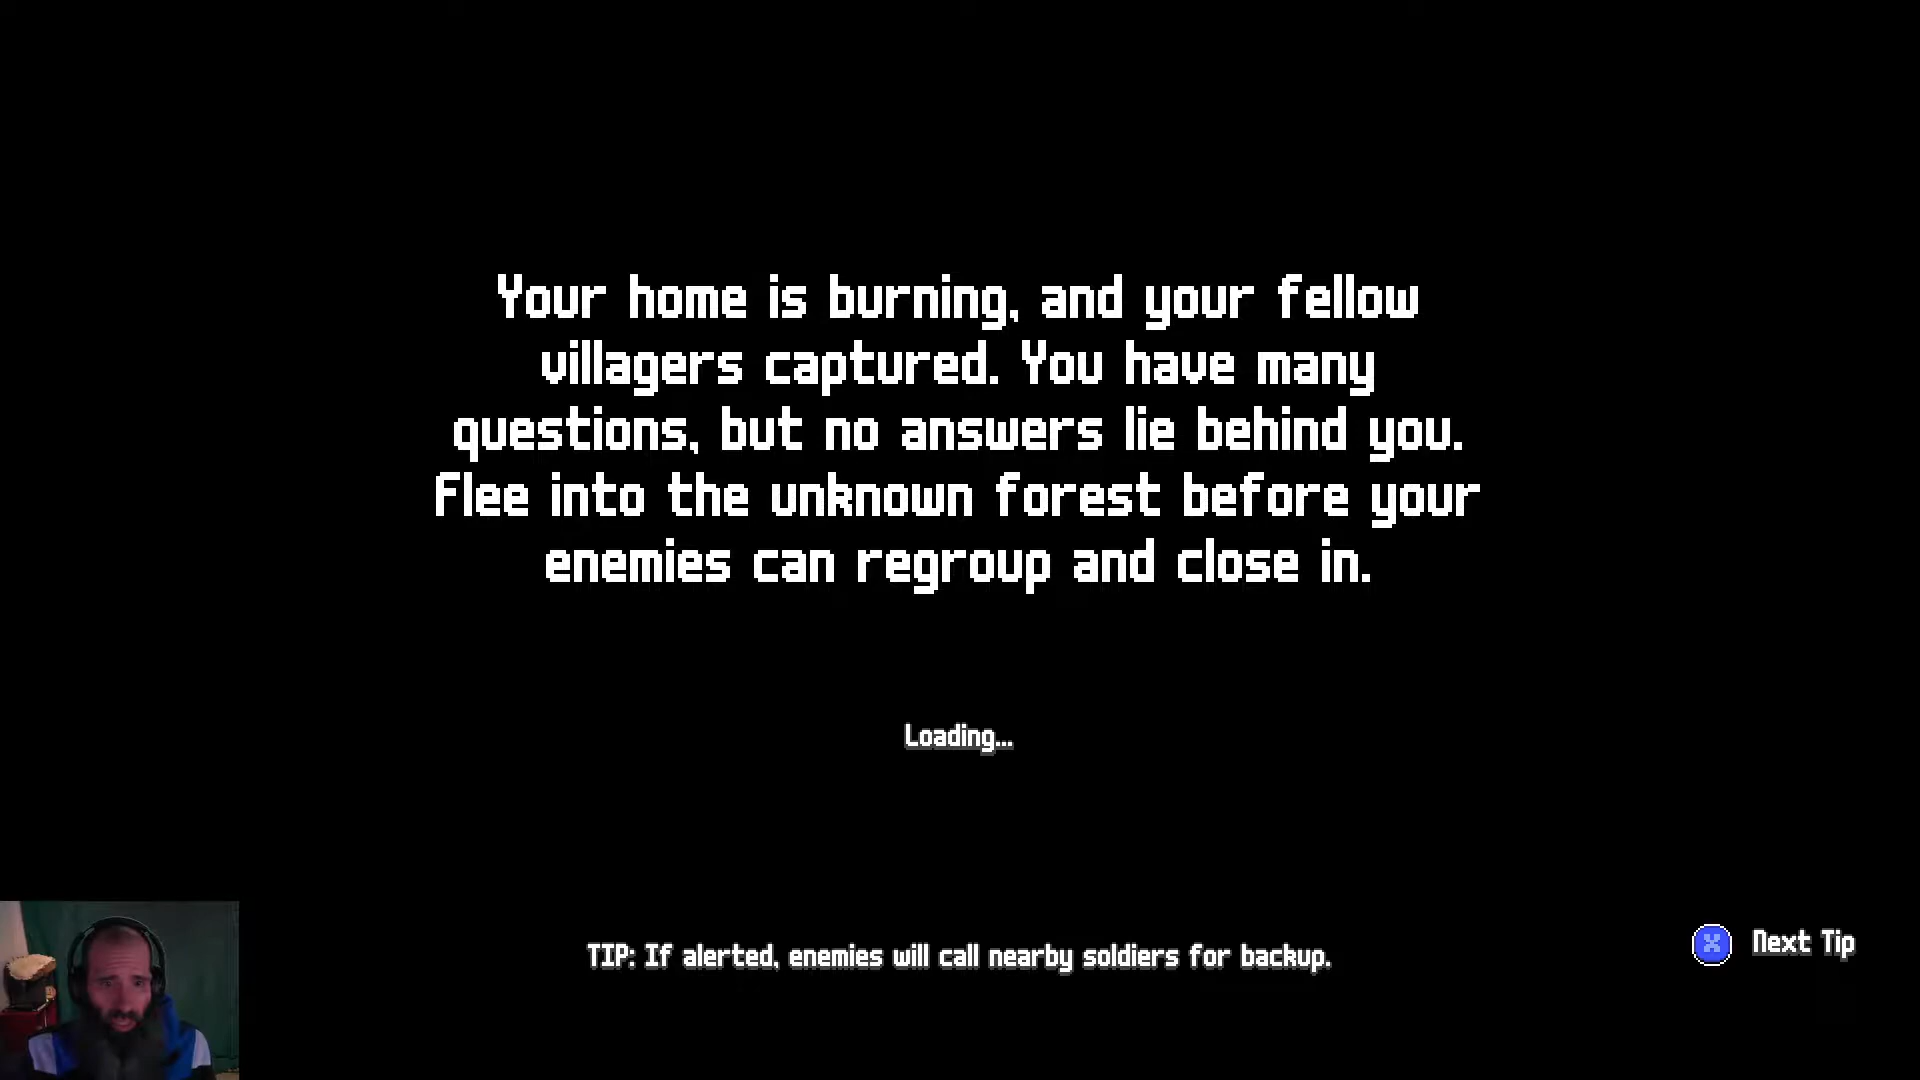 Your home is burning, and your fellow
villagers captured. You have many
questions, but no answers lie behind you.
Flee into the unknown forest before your
enemies can regroup and close in.
Loading...
TIP: If alerted, enemies will call nearby soldiers for backup.
X Next Tip